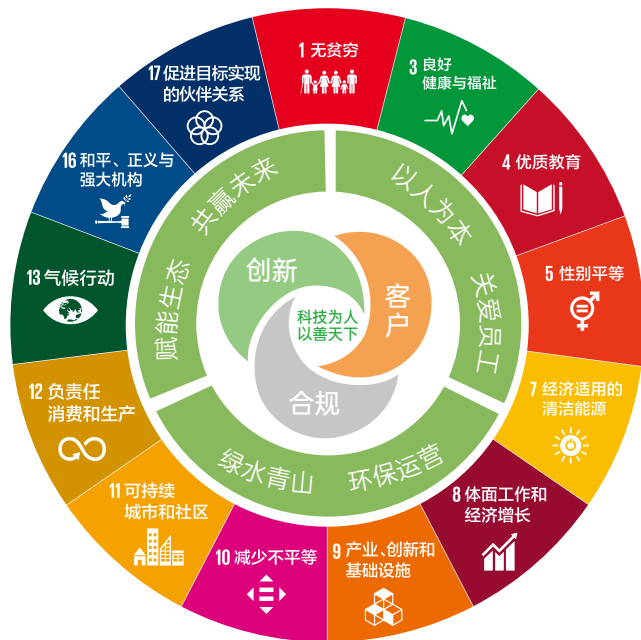 1 无贫穷
3 良好
健康与福祉
4 优质教育
5 性别平等
7 经济适用的
清洁能源
8 体面工作和
经济增长
9 产业、创新和
基础设施
10 减少不平等
11 可持续
城市和社区
12 负责任
消费和生产
13 气候行动
16 和平、正义与
强大机构
17 促进目标实现
的伙伴关系
以人为本
关爱员工
环保运营
绿水青山
赋能生态
共赢未来
创新
客户
合规
科技为人
以善天下